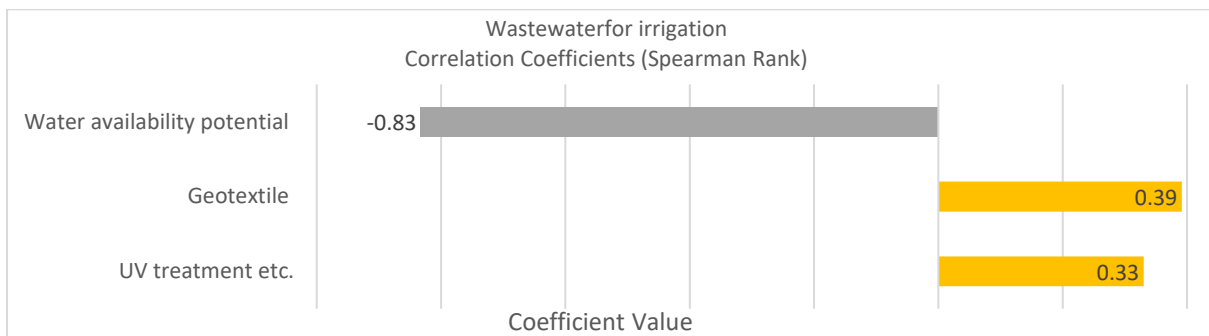 Wastewaterfor irrigation
Correlation Coefficients (Spearman Rank)
Water availability potential
-0.83
Geotextile
0.39
UV treatment etc.
0.33
Coefficient Value